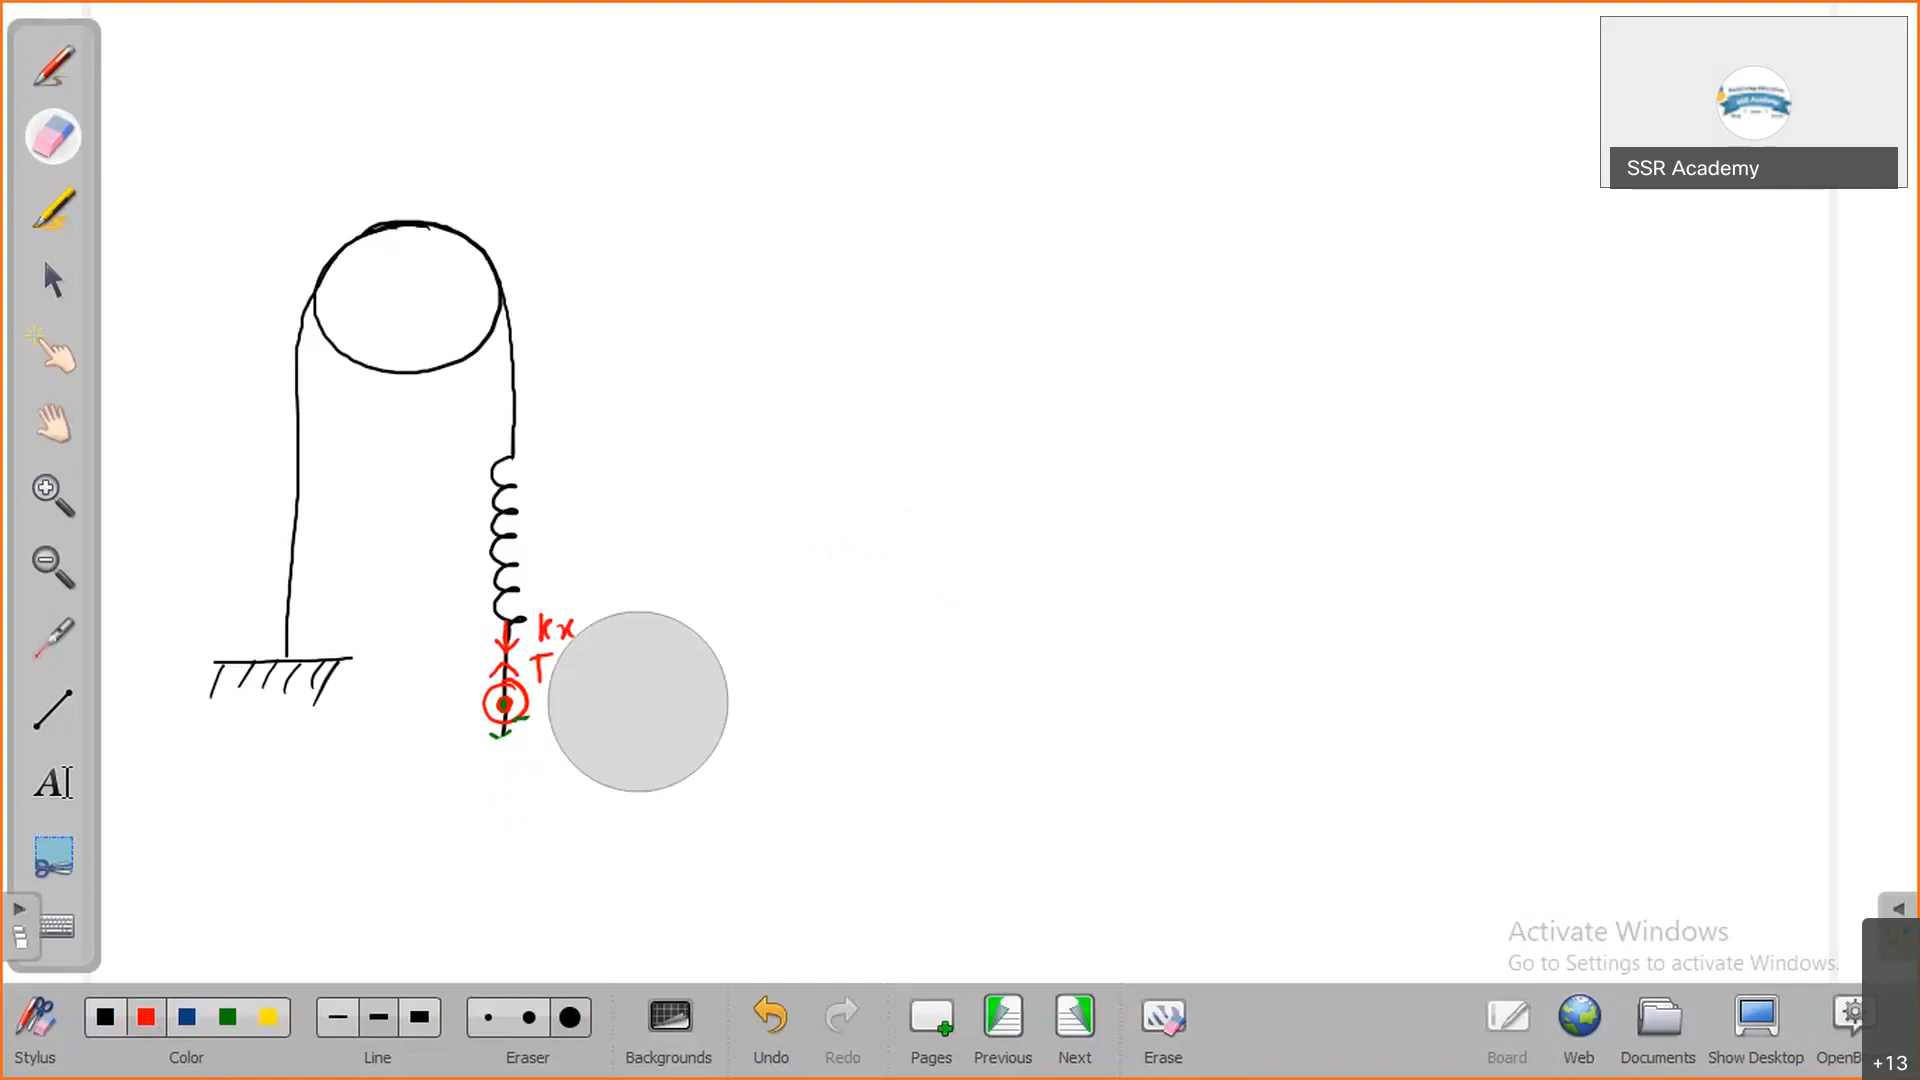 SSR Academy
kx
T
Activate Windows
Go to Settings to activate Windows.
Stylus
Color
Line
Eraser
Backgrounds
Undo
Redo
Pages
Previous
Next
Erase
Board
Web
Documents
Show Desktop
+13